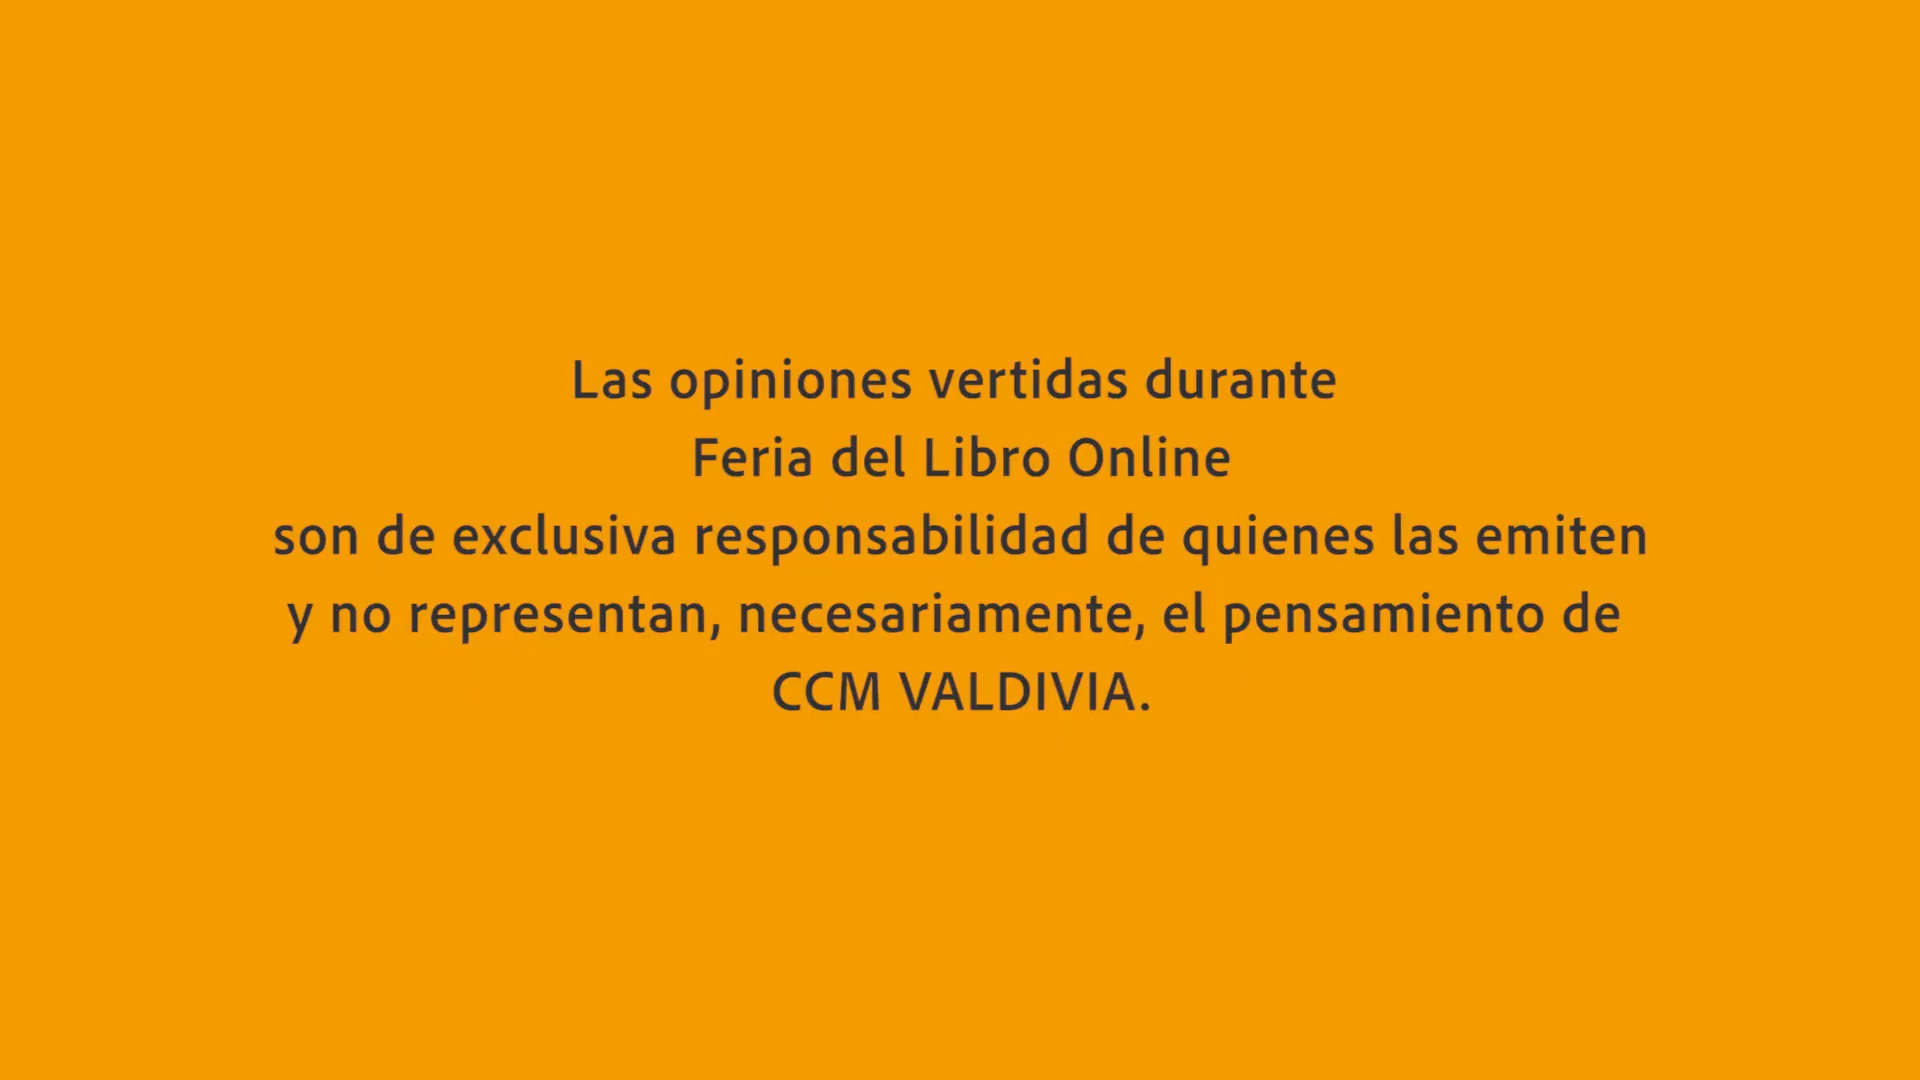 Las opiniones vertidas durante
Feria del Libro Online
son de exclusiva responsabilidad de quienes las emiten
y no representan, necesariamente, el pensamiento de
CCM VALDIVIA.